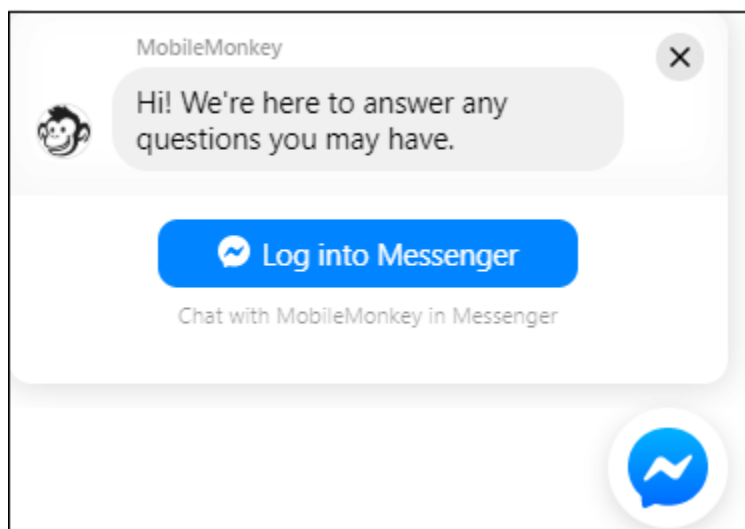 MobileMonkey
Hi! We're here to answer any
questions you may have.
Log into Messenger
Chat with MobileMonkey in Messenger